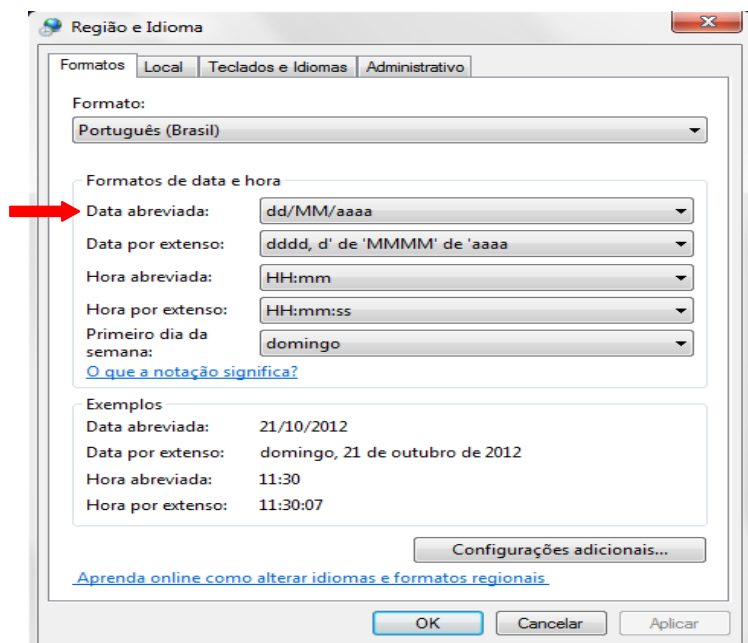 Região e Idioma
Formatos Local Teclados e Idiomas Administrativo
Formato:
Português (Brasil)
Formatos de data e hora
Data abreviada: dd/MM/aaaa
Data por extenso: dddd, d' de 'MMMM' de 'aaaa
Hora abreviada: HH:mm
Hora por extenso: HH:mm:ss
Primeiro dia da
semana: domingo
O que a notação significa?
Exemplos
Data abreviada: 21/10/2012
Data por extenso: domingo, 21 de outubro de 2012
Hora abreviada: 11:30
Hora por extenso: 11:30:07
Configurações adicionais...
Aprenda online como alterar idiomas e formatos regionais
OK Cancelar Aplicar